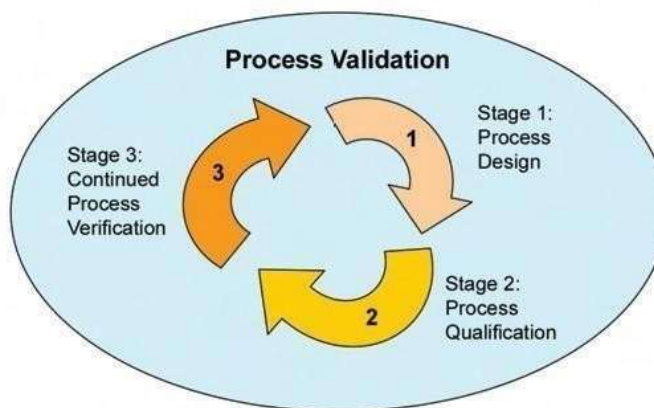 Process Validation
1
Stage 1:
Process
Design
2
Stage 2:
Process
Qualification
3
Stage 3:
Continued
Process
Verification